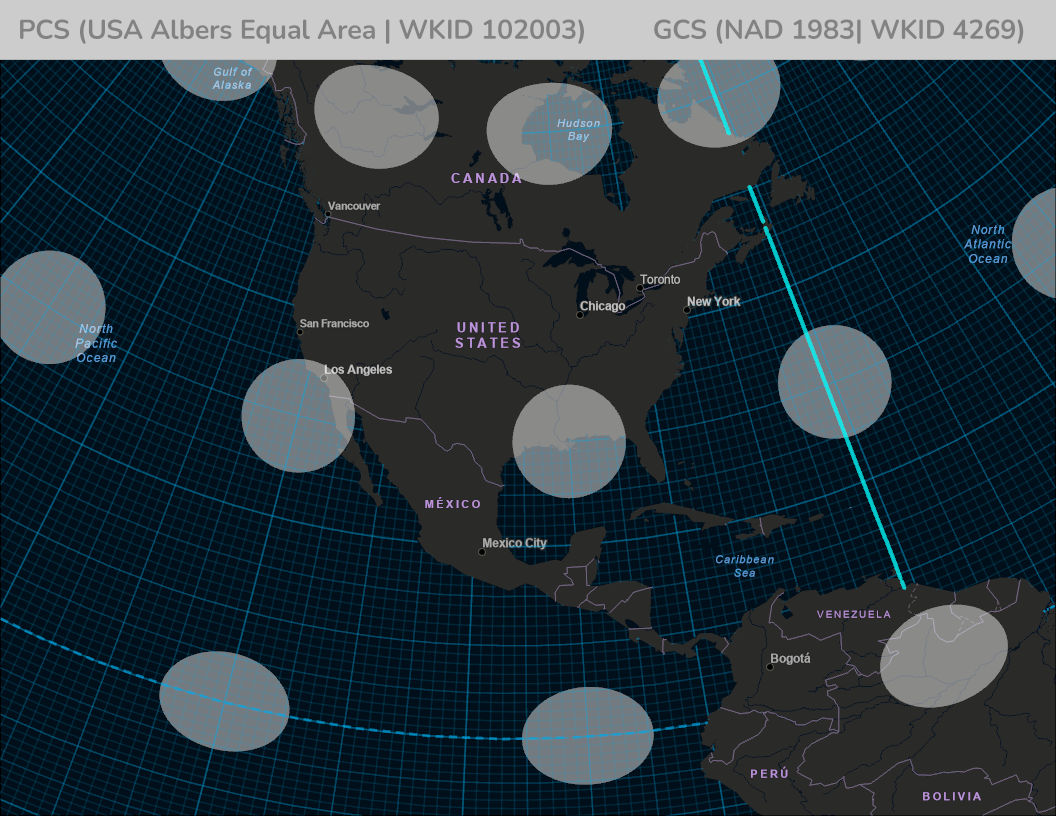 PCS (USA Albers Equal Area | WKID 102003)
GCS (NAD 1983| WKID 4269)
Gulf of
Alaska
Hudson
Bay
CANADA
Vancouver
North
Atlantic
Ocean
Toronto
New York
Chicago
San Francisco
UNITED
STATES
North
Pacific
Ocean
Los Angeles
MÉXICO
Mexico City
Caribbean
Sea
VENEZUELA
Bogotá
PERÚ
BOLIVIA